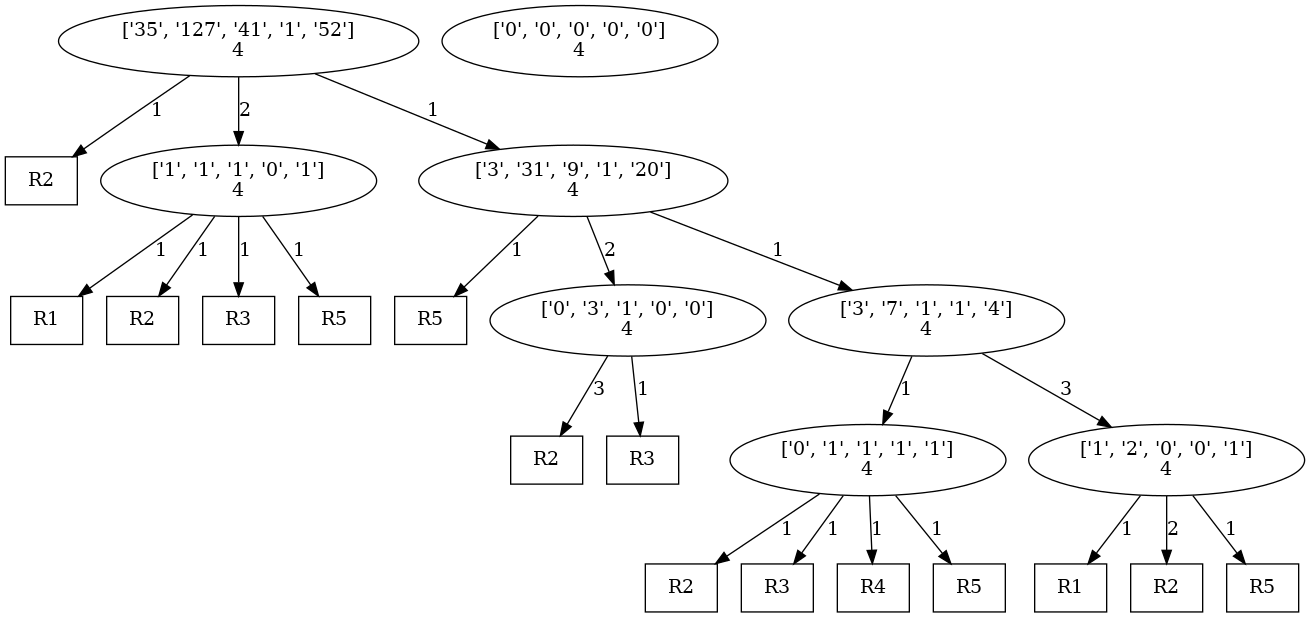 ['35', '127', '41', '1', '52']
4
['0', '0', '0', '0', '0']
4
1
2
1
R2
['1', '1', '1', '0', '1']
4
['3', '31', '9', '1', '20']
4
1
1
1
1
1
2
1
R1
R2
R3
R5
R5
['0', '3', '1', '0', '0']
4
['3', '7', '1', '1', '4']
4
3
1
1
3
R2
R3
['0', '1', '1', '1', '1']
4
['1', '2', '0', '0', '1']
4
1
1
1
1
1
2
1
R2
R3
R4
R5
R1
R2
R5